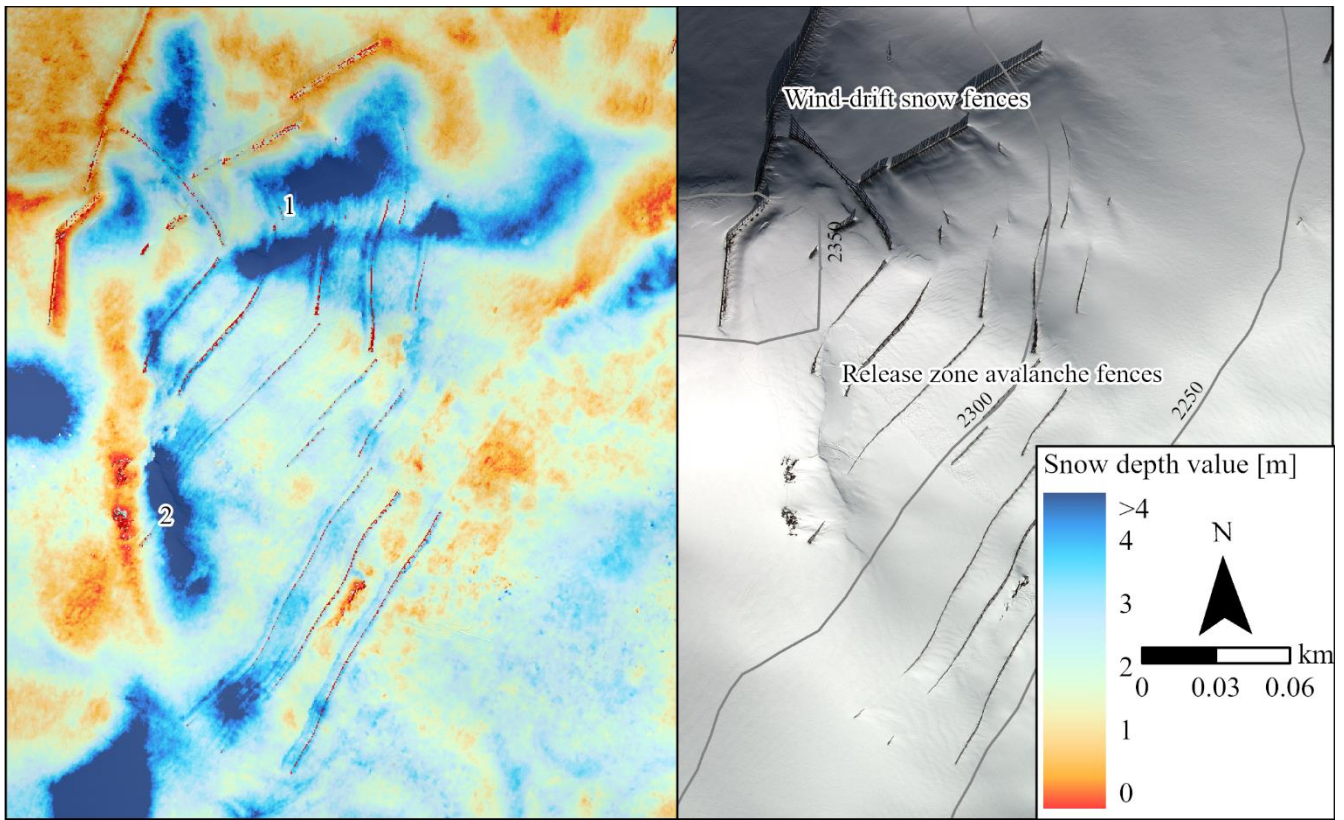 Wind-drift snow fences
1
2350
Release zone avalanche fences
2300
2250
2
Snow depth value [m]
>4
4
3
2
1
0
N
km
0 0.03 0.06